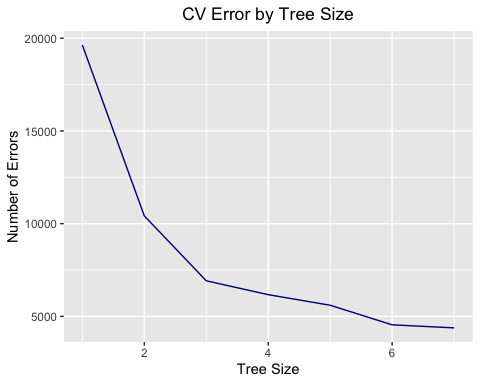 CV Error by Tree Size
20000
15000
10000
5000
Number of Errors
2 4 6
Tree Size